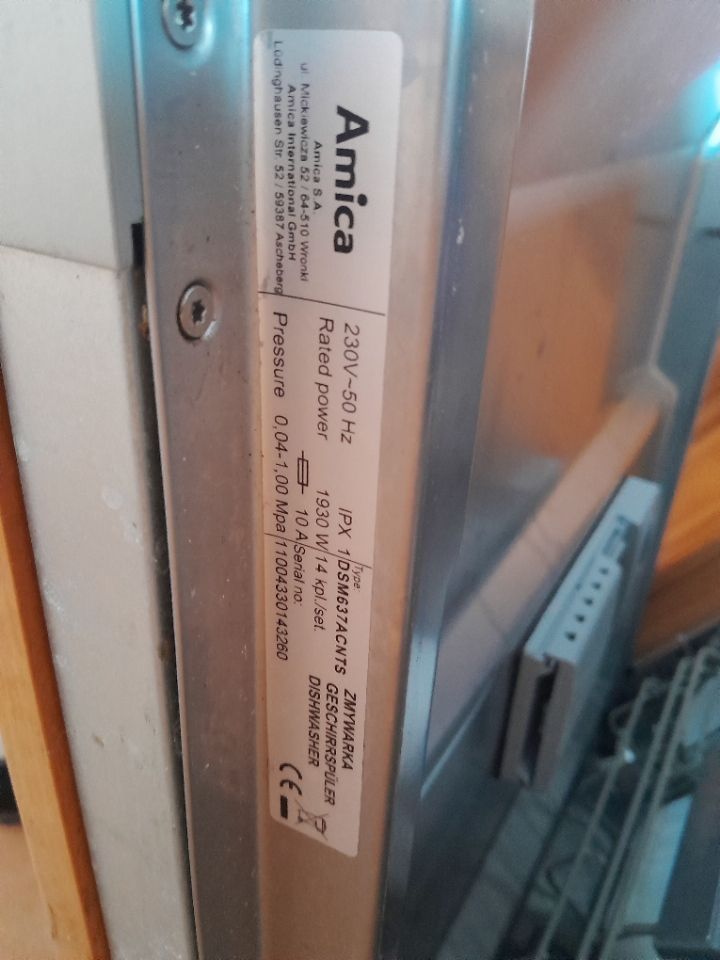 Amica
Amica S.A.
ul. Mickiewicza 52 / 64-510 Wronki
Amica International GmbH
Lüdinghausen Str. 52 / 59387 Ascheberg
230V~50 Hz IPX 1
Rated power 1930 W
10 A
Pressure 0,04-1,00 Mpa
Type:
DSM637ACNTS
14 kpl./set.
Serial no:
11004330143260
ZMYWARKA
GESCHIRRSPÜLER
DISHWASHER
CE